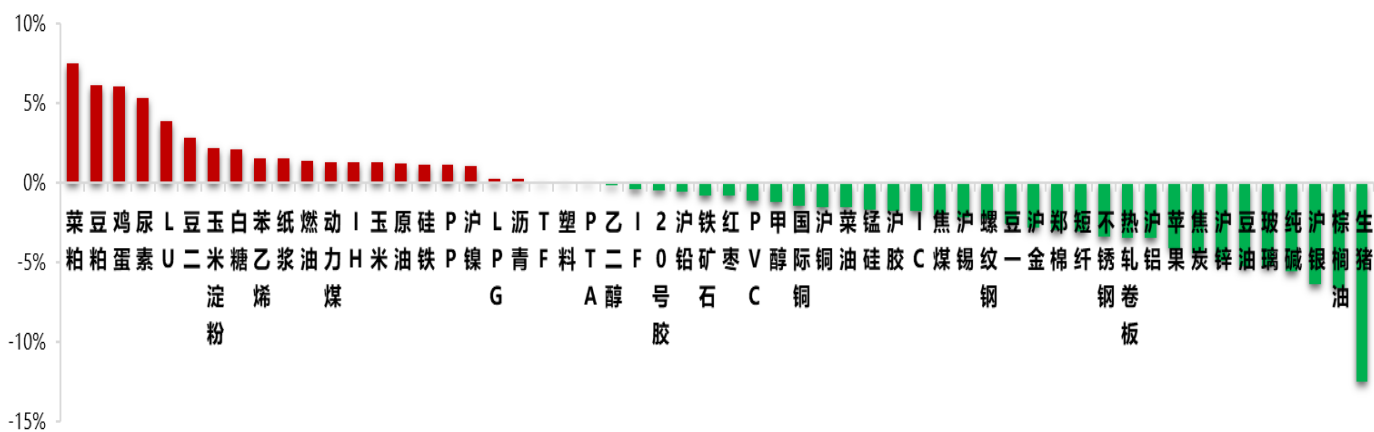 10%
5%
0%
-5%
-10%
-15%
菜粕
豆粕
鸡蛋
尿素
LU
豆二
玉米淀粉
白糖
苯乙烯
纸浆
燃油
动力煤
IH
玉米
原油
硅铁
PP
沪镍
LPG
沥青
TF
塑料
PTA
乙二醇
IF
20号胶
沪铅
铁矿石
红枣
PVC
甲醇
国际铜
沪铜
菜油
锰硅
沪胶
IC
焦煤
沪锡
螺纹钢
豆一
沪金
郑棉
短纤
不锈钢
热轧卷板
沪铝
苹果
焦炭
沪锌
豆油
玻璃
纯碱
沪银
棕榈油
生猪